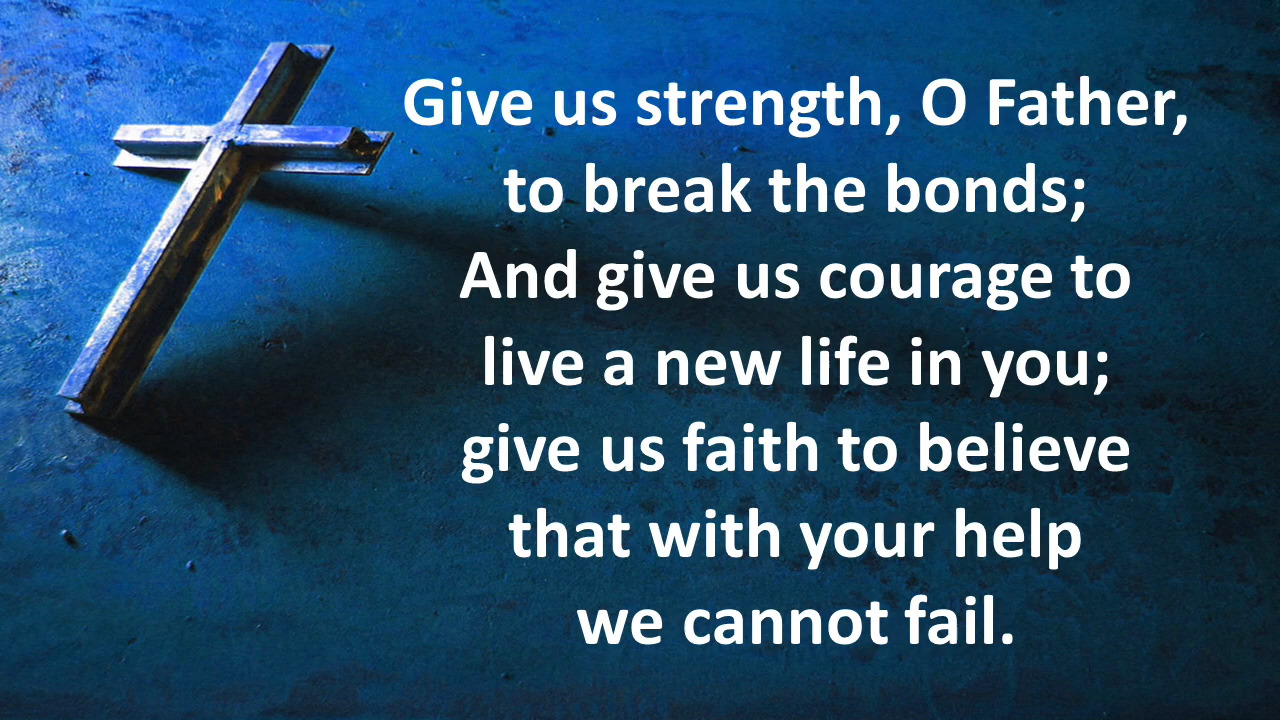 Give us strength, O Father,
to break the bonds;
And give us courage to
live a new life in you;
give us faith to believe
that with your help
we cannot fail.